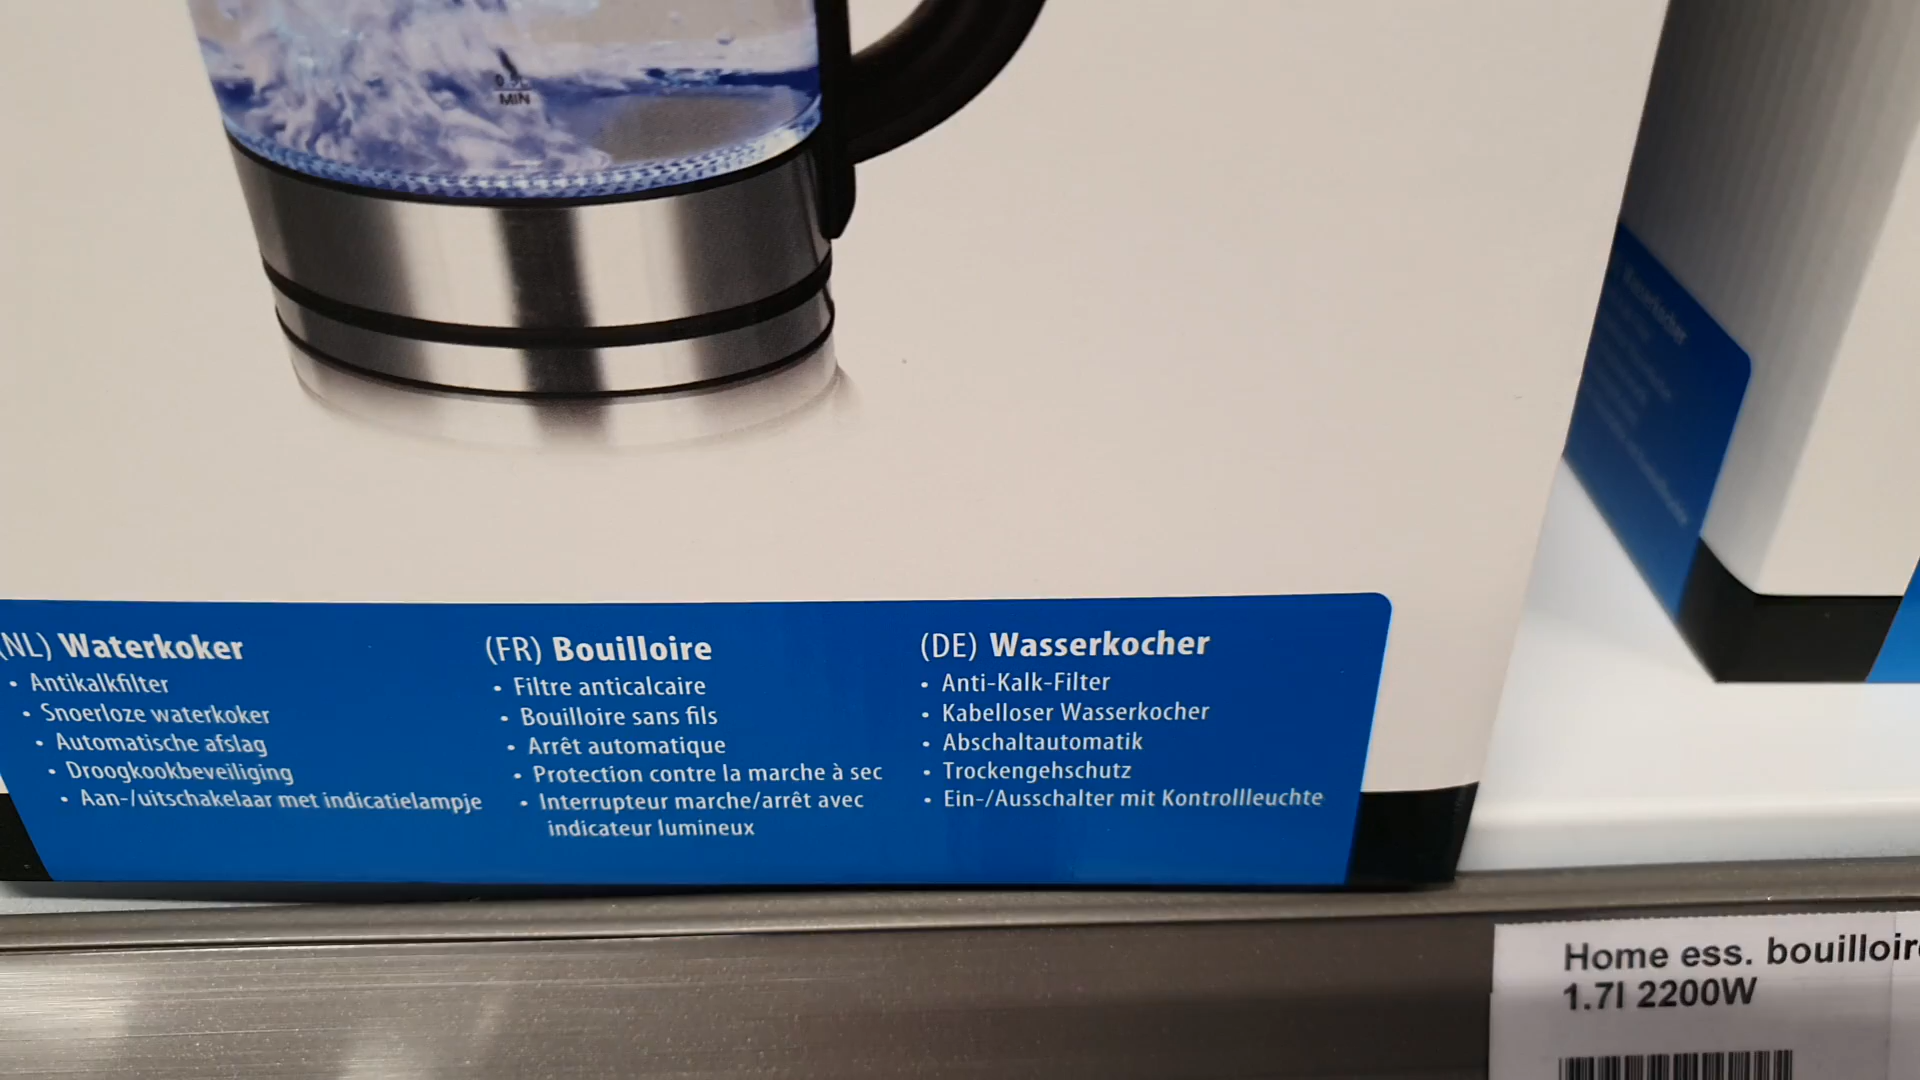 MIN
(NL) Waterkoker
• Antikalkfilter
• Snoerloze waterkoker
• Automatische afslag
• Droogkookbeveiliging
• Aan-/uitschakelaar met indicatielampje
(FR) Bouilloire
• Filtre anticalcaire
• Bouilloire sans fils
• Arrêt automatique
• Protection contre la marche à sec
• Interrupteur marche/arrêt avec
indicateur lumineux
(DE) Wasserkocher
• Anti-Kalk-Filter
• Kabelloser Wasserkocher
• Abschaltautomatik
• Trockengehschutz
• Ein-/Ausschalter mit Kontrollleuchte
Wasserkocher
Home ess. bouilloir
1.7l 2200W